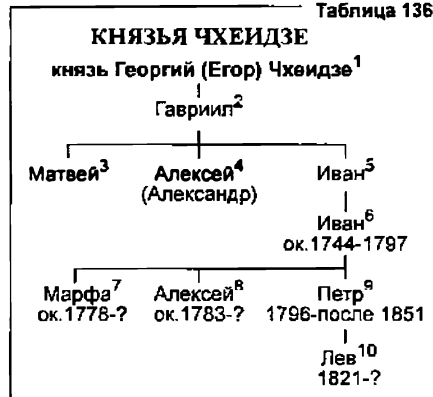 Таблица 136
КНЯЗЬЯ ЧХЕИДЗЕ
князь Георгий (Егор) Чхеидзе¹
Гавриил²
Матвей³ Алексей⁴ Иван⁵
(Александр)
Иван⁶
ок.1744-1797
Марфа⁷ Алексей⁸ Петр⁹
ок.1778-? ок.1783-? 1796-после 1851
Лев¹⁰
1821-?